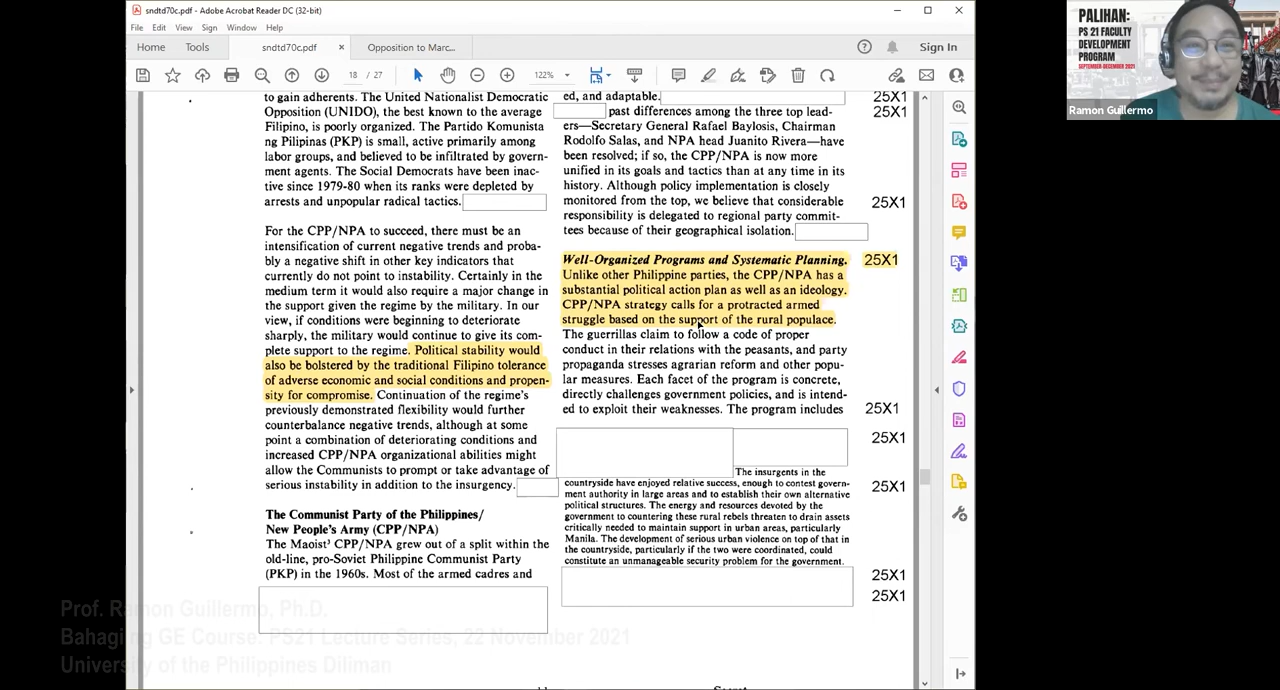 sndtd70c.pdf - Adobe Acrobat Reader DC (32-bit)
File Edit View Sign Window Help
Home Tools sndtd70c.pdf × Opposition to Marc... Sign In
18 / 27 122%
to gain adherents. The United Nationalist Democratic
Opposition (UNIDO) the best known to the average
Filipino, is poorly organized. The Partido Komunista
ng Pilipinas (PKP) is small, active primarily among
labor groups, and believed to be infiltrated by govern-
ment agents. The Social Democrats have been inac-
tive since 1979-80 when its ranks were depleted by
arrests and unpopular radical tactics.
For the CPP/NPA to succeed, there must be an
intensification of current negative trends and proba-
bly a negative shift in other key indicators that
currently do not point to instability. Certainly in the
medium term it would also require a major change in
the support given the regime by the military. In our
view, if conditions were beginning to deteriorate
sharply, the military would continue to give its com-
plete support to the regime. Political stability would
also be bolstered by the traditional Filipino tolerance
of adverse economic and social conditions and propen-
sity for compromise. Continuation of the regime's
previously demonstrated flexibility would further
counterbalance negative trends, although at some
point a combination of deteriorating conditions and
increased CPP/NPA organizational abilities might
allow the Communists to prompt or take advantage of
serious instability in addition to the insurgency.
The Communist Party of the Philippines/
New People's Army (CPP/NPA)
The Maoist³ CPP/NPA grew out of a split within the
old-line, pro-Soviet Philippine Communist Party
(PKP) in the 1960s. Most of the armed cadres and
ed, and adaptable. 25X1
past differences among the three top lead- 25X1
ers—Secretary General Rafael Baylosis, Chairman
Rodolfo Salas, and NPA head Juanito Rivera—have
been resolved; if so, the CPP/NPA is now more
unified in its goals and tactics than at any time in its
history. Although policy implementation is closely
monitored from the top, we believe that considerable 25X1
responsibility is delegated to regional party commit-
tees because of their geographical isolation.
Well-Organized Programs and Systematic Planning. 25X1
Unlike other Philippine parties, the CPP/NPA has a
substantial political action plan as well as an ideology.
CPP/NPA strategy calls for a protracted armed
struggle based on the support of the rural populace.
The guerrillas claim to follow a code of proper
conduct in their relations with the peasants, and party
propaganda stresses agrarian reform and other popu-
lar measures. Each facet of the program is concrete,
directly challenges government policies, and is intend-
ed to exploit their weaknesses. The program includes 25X1
25X1
The insurgents in the
countryside have enjoyed relative success, enough to contest govern- 25X1
ment authority in large areas and to establish their own alternative
political structures. The energy and resources devoted by the
government to countering these rural rebels threaten to drain assets
critically needed to maintain support in urban areas, particularly
Manila. The development of serious urban violence on top of that in
the countryside, particularly if the two were coordinated, could
constitute an unmanageable security problem for the government.
25X1
25X1
Prof. Ramon Guillermo, Ph.D.
Bahaging GE Course: PS21 Lecture Series, 22 November 2021
University of the Philippines Diliman
PALIHAN:
PS 21 FACULTY
DEVELOPMENT
PROGRAM
SEPTEMBER-DECEMBER 2021
Ramon Guillermo